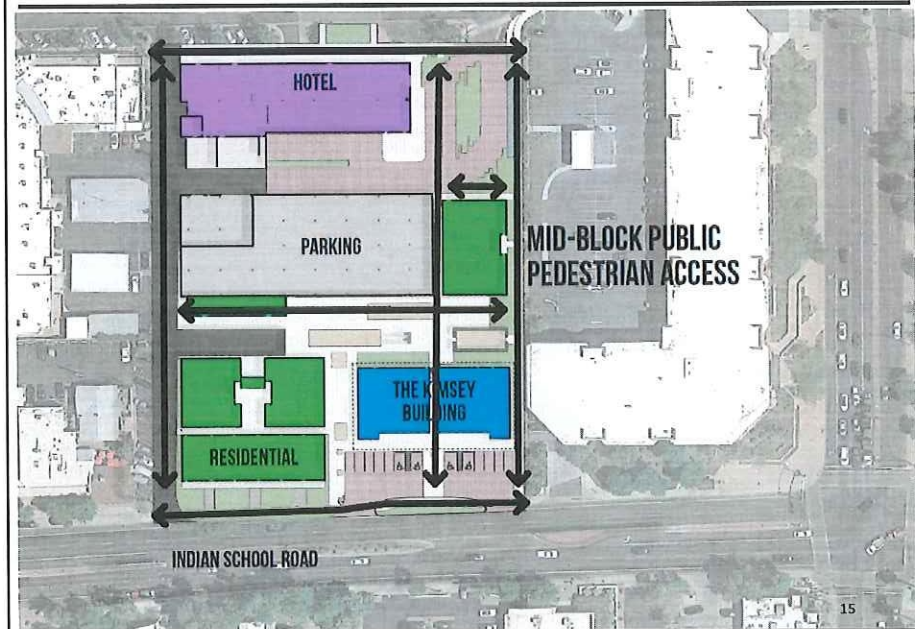 HOTEL
PARKING
MID-BLOCK PUBLIC
PEDESTRIAN ACCESS
THE KIMSEY
BUILDING
RESIDENTIAL
INDIAN SCHOOL ROAD
15